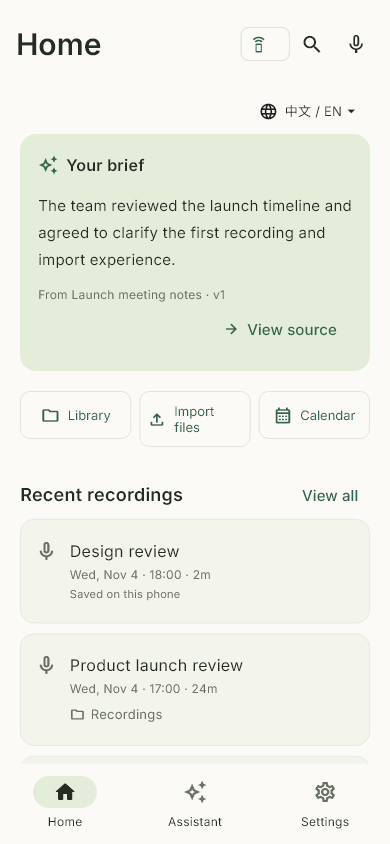 Home
中文 / EN
Your brief
The team reviewed the launch timeline and
agreed to clarify the first recording and
import experience.
From Launch meeting notes · v1
View source
Library
Import
files
Calendar
Recent recordings
View all
Design review
Wed, Nov 4 · 18:00 · 2m
Saved on this phone
Product launch review
Wed, Nov 4 · 17:00 · 24m
Recordings
Home
Assistant
Settings